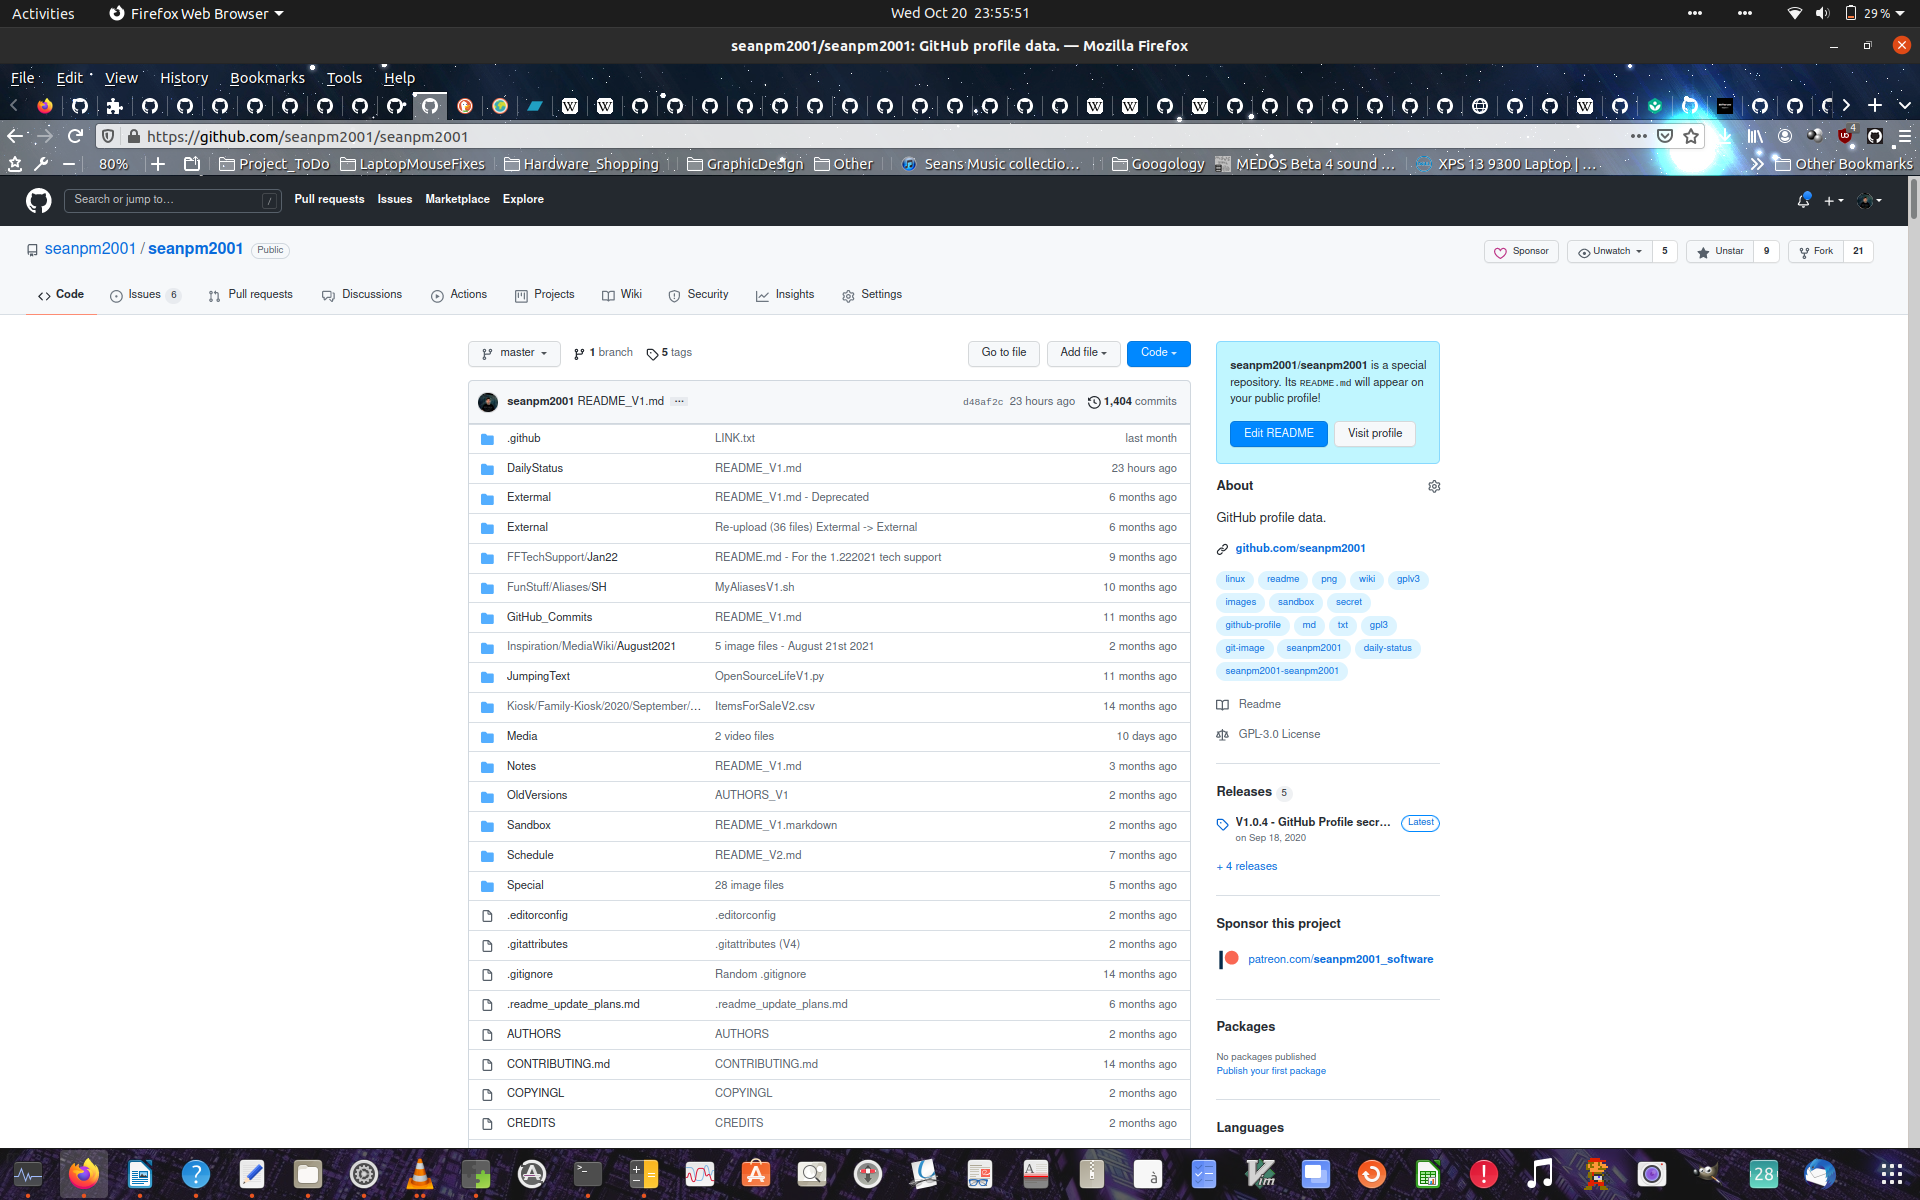 Activities Firefox Web Browser Wed Oct 20 23:55:51 29 %
seanpm2001/seanpm2001: GitHub profile data. — Mozilla Firefox
File Edit View History Bookmarks Tools Help
https://github.com/seanpm2001/seanpm2001 4
80% Project_ToDo LaptopMouseFixes Hardware_Shopping GraphicDesign Other Seans Music collectio… Googology MEDOS Beta 4 sound … XPS 13 9300 Laptop | … Other Bookmarks
Search or jump to… / Pull requests Issues Marketplace Explore
seanpm2001 / seanpm2001 Public Sponsor Unwatch 5 Unstar 9 Fork 21
Code Issues 6 Pull requests Discussions Actions Projects Wiki Security Insights Settings
master 1 branch 5 tags Go to file Add file Code
seanpm2001 README_V1.md ... d48af2c 23 hours ago 1,404 commits
.github LINK.txt last month
DailyStatus README_V1.md 23 hours ago
Extermal README_V1.md - Deprecated 6 months ago
External Re-upload (36 files) Extermal -> External 6 months ago
FFTechSupport/Jan22 README.md - For the 1.222021 tech support 9 months ago
FunStuff/Aliases/SH MyAliasesV1.sh 10 months ago
GitHub_Commits README_V1.md 11 months ago
Inspiration/MediaWiki/August2021 5 image files - August 21st 2021 2 months ago
JumpingText OpenSourceLifeV1.py 11 months ago
Kiosk/Family-Kiosk/2020/September/… ItemsForSaleV2.csv 14 months ago
Media 2 video files 10 days ago
Notes README_V1.md 3 months ago
OldVersions AUTHORS_V1 2 months ago
Sandbox README_V1.markdown 2 months ago
Schedule README_V2.md 7 months ago
Special 28 image files 5 months ago
.editorconfig .editorconfig 2 months ago
.gitattributes .gitattributes (V4) 2 months ago
.gitignore Random .gitignore 14 months ago
.readme_update_plans.md .readme_update_plans.md 6 months ago
AUTHORS AUTHORS 2 months ago
CONTRIBUTING.md CONTRIBUTING.md 14 months ago
COPYINGL COPYINGL 2 months ago
CREDITS CREDITS 2 months ago
seanpm2001/seanpm2001 is a special
repository. Its README.md will appear on
your public profile!
Edit README Visit profile
About
GitHub profile data.
github.com/seanpm2001
linux readme png wiki gplv3
images sandbox secret
github-profile md txt gpl3
git-image seanpm2001 daily-status
seanpm2001-seanpm2001
Readme
GPL-3.0 License
Releases 5
V1.0.4 - GitHub Profile secr... Latest
on Sep 18, 2020
+ 4 releases
Sponsor this project
patreon.com/seanpm2001_software
Packages
No packages published
Publish your first package
Languages
28